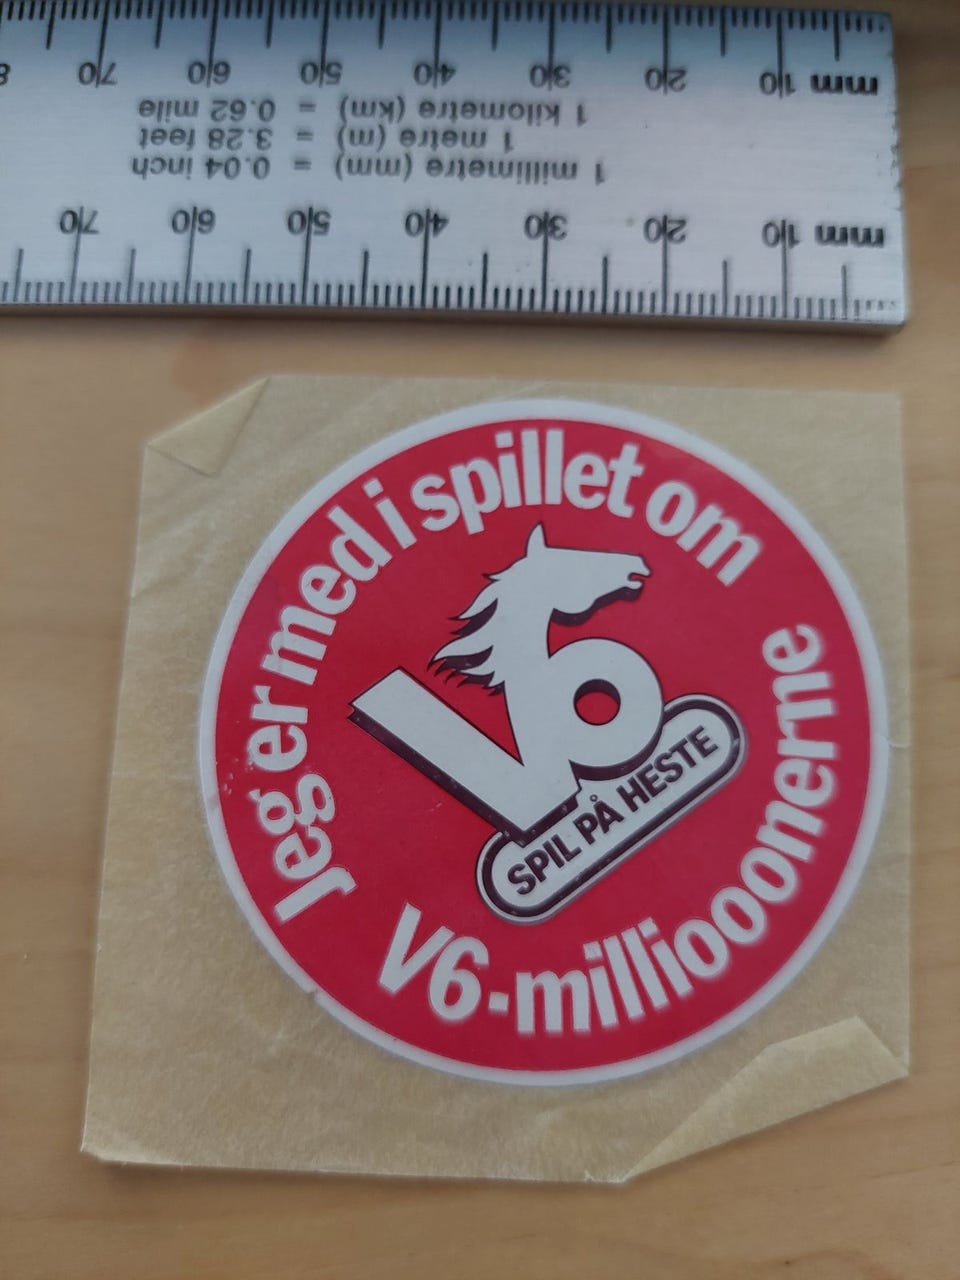 mm 10 20 30 40 50 60 70
1 millimetre (mm) = 0.04 inch
1 metre (m) = 3.28 feet
1 kilometre (km) = 0.62 mile
mm 10 20 30 40 50 60 70 8
Jeg er med i spillet om
V6
SPIL PÅ HESTE
V6-milliooonerne